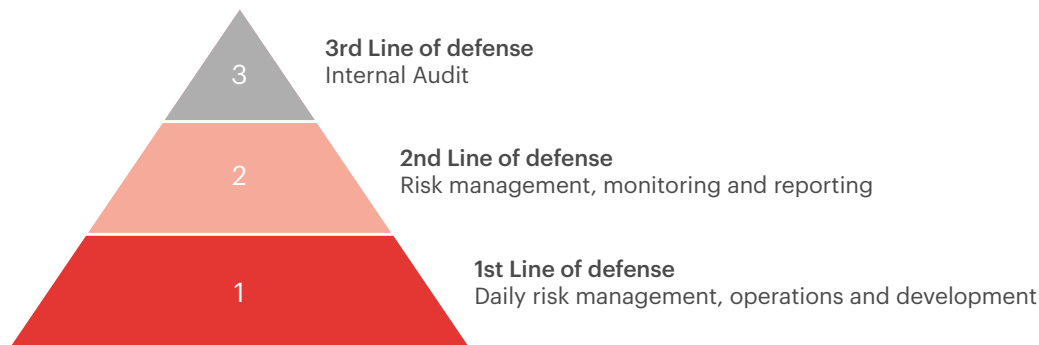 3
3rd Line of defense
Internal Audit
2
2nd Line of defense
Risk management, monitoring and reporting
1
1st Line of defense
Daily risk management, operations and development